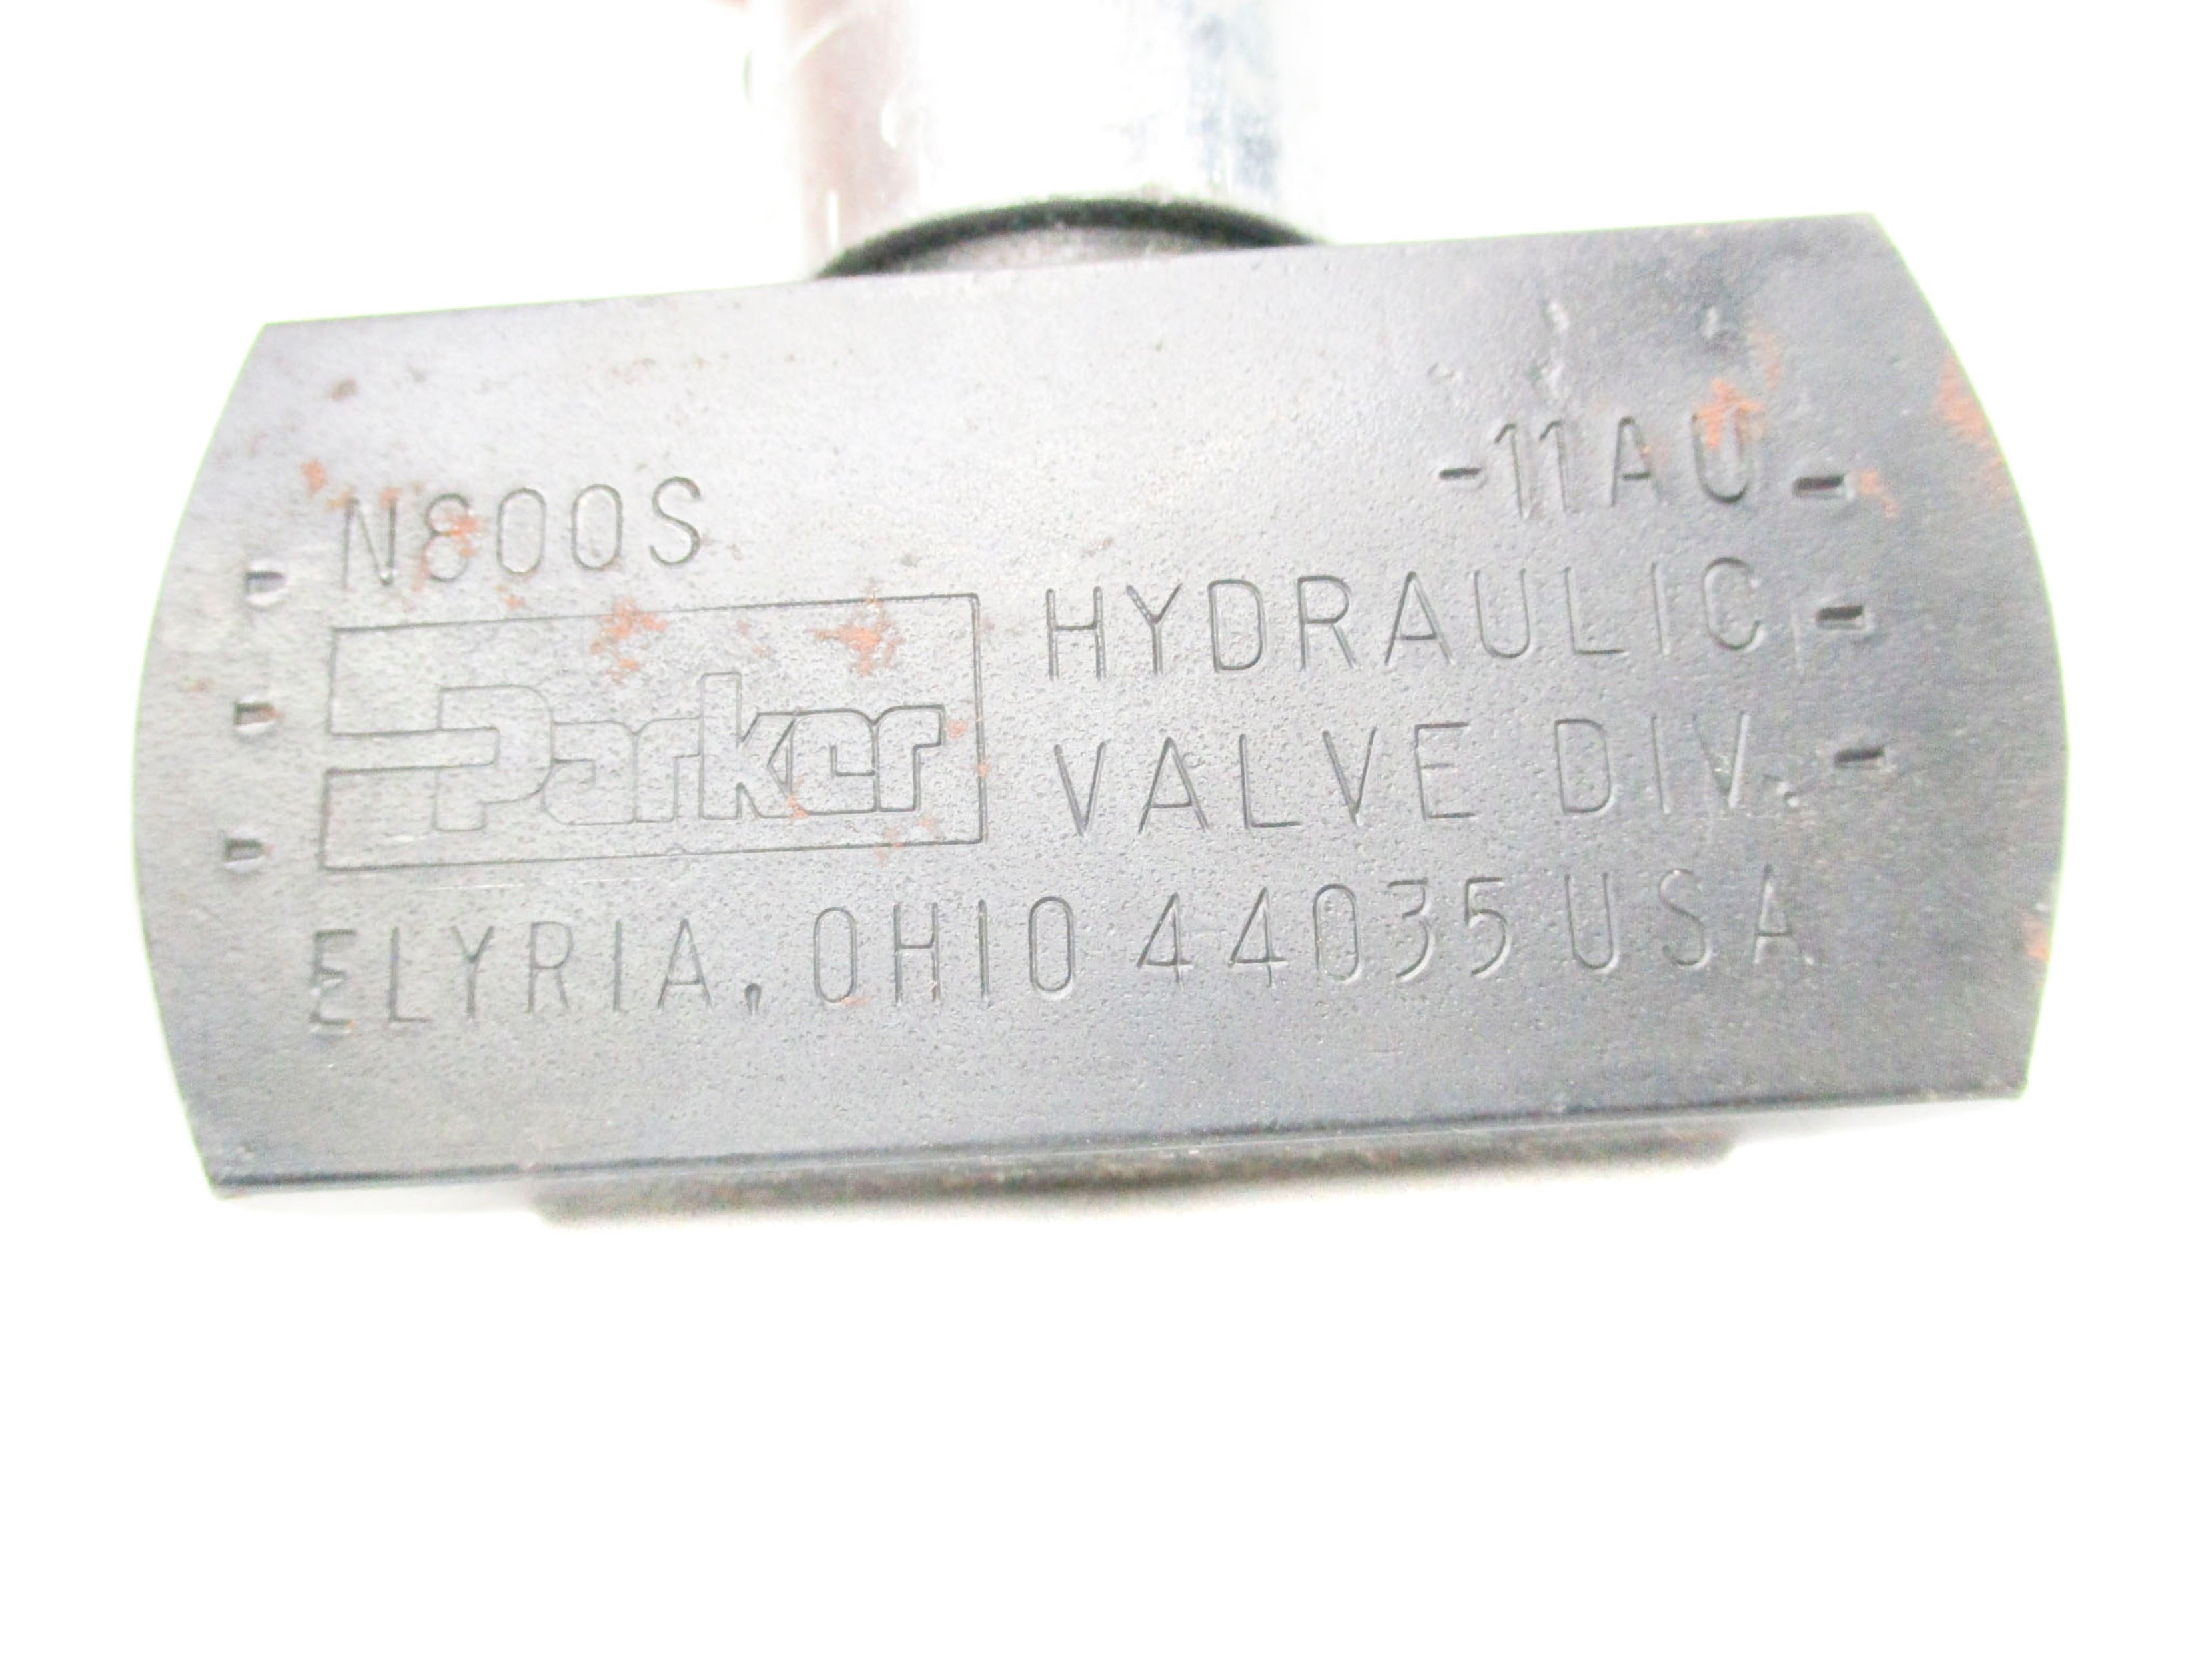 N800S -11AU-
Parker HYDRAULIC
VALVE DIV.
ELYRIA, OHIO 44035 USA